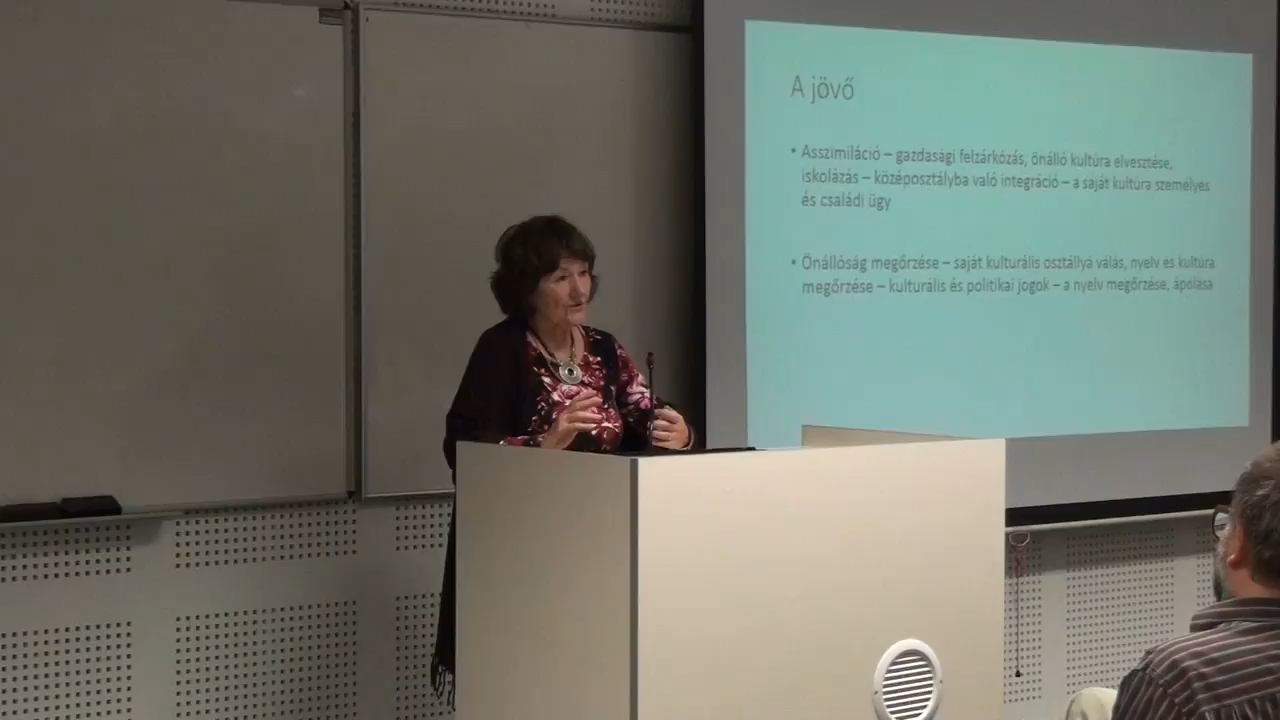 A jövő
• Asszimiláció – gazdasági felzárkózás, önálló kultúra elvesztése,
iskolázás – középosztályba való integráció – a saját kultúra személyes
és családi ügy
• Önállóság megőrzése – saját kulturális osztállyá válás, nyelv és kultúra
megőrzése – kulturális és politikai jogok – a nyelv megőrzése, ápolása